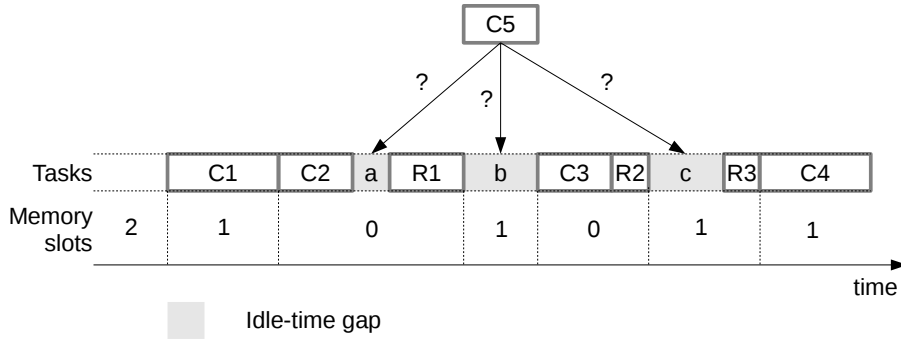 C5
? ? ?
Tasks C1 C2 a R1 b C3 R2 c R3 C4
Memory
slots 2 1 0 1 0 1 1
time
Idle-time gap